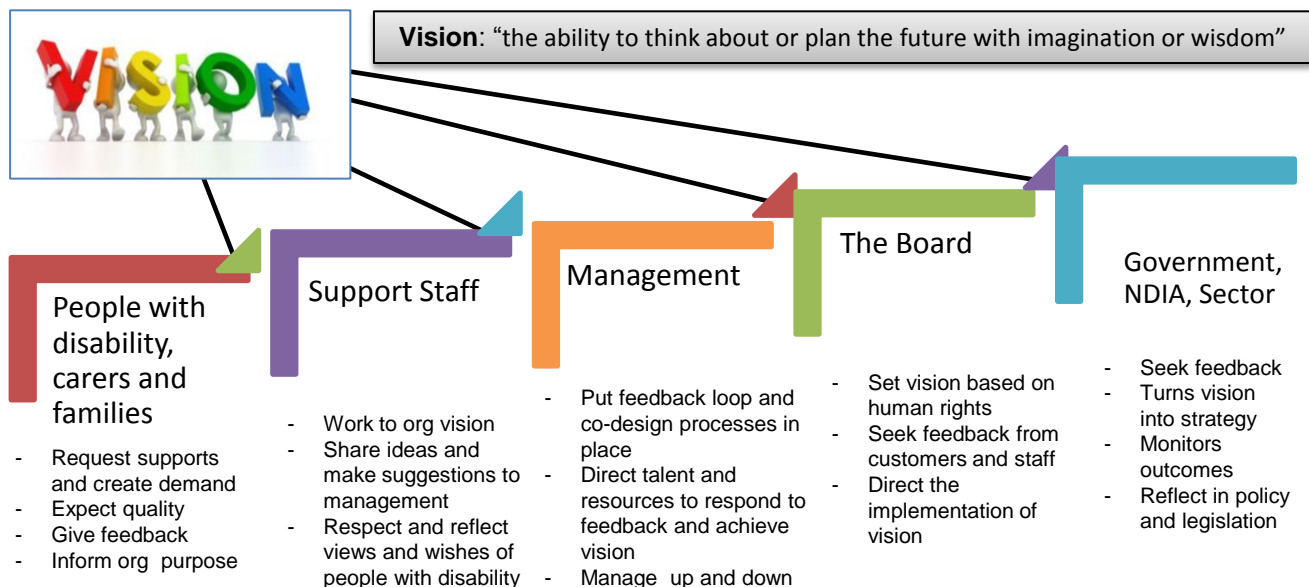 VISION
Vision: “the ability to think about or plan the future with imagination or wisdom”
People with
disability,
carers and
families
- Request supports
and create demand
- Expect quality
- Give feedback
- Inform org purpose
Support Staff
- Work to org vision
- Share ideas and
make suggestions to
management
- Respect and reflect
views and wishes of
people with disability
Management
- Put feedback loop and
co-design processes in
place
- Direct talent and
resources to respond to
feedback and achieve
vision
- Manage up and down
The Board
- Set vision based on
human rights
- Seek feedback from
customers and staff
- Direct the
implementation of
vision
Government,
NDIA, Sector
- Seek feedback
- Turns vision
into strategy
- Monitors
outcomes
- Reflect in policy
and legislation